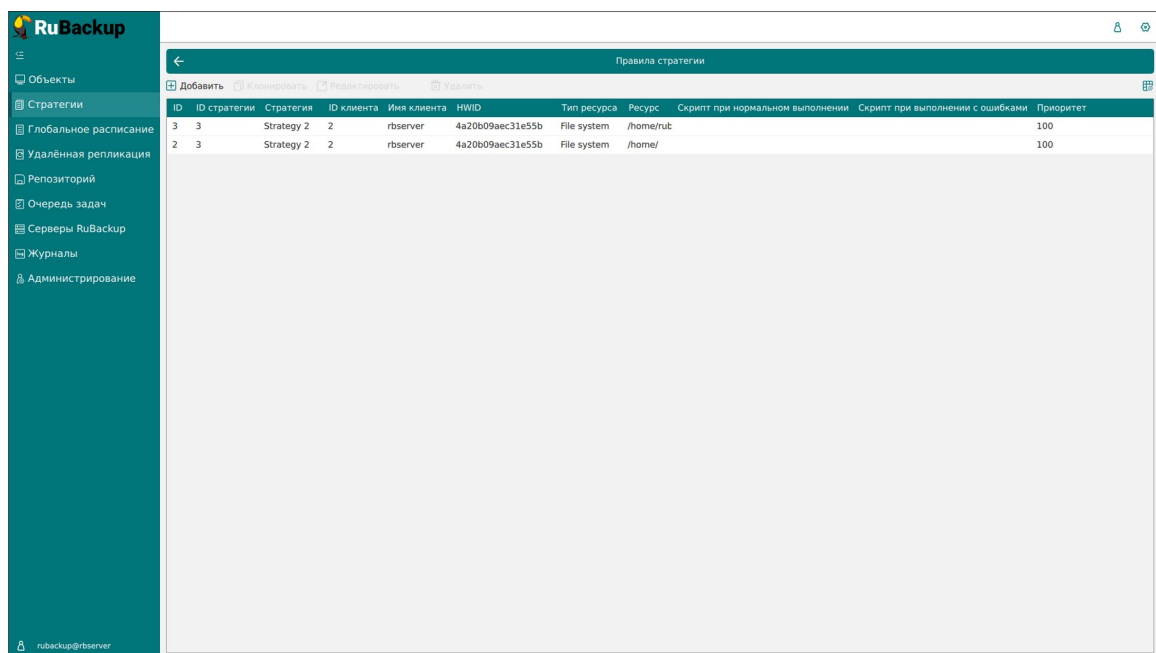 RuBackup
Правила стратегии
Объекты
Стратегии
Глобальное расписание
Удалённая репликация
Репозиторий
Очередь задач
Серверы RuBackup
Журналы
Администрирование
rubackup@rbserver
Добавить Клонировать Редактировать Удалить
ID ID стратегии Стратегия ID клиента Имя клиента HWID Тип ресурса Ресурс Скрипт при нормальном выполнении Скрипт при выполнении с ошибками Приоритет
3 3 Strategy 2 2 rbserver 4a20b09aec31e55b File system /home/rub 100
2 3 Strategy 2 2 rbserver 4a20b09aec31e55b File system /home/ 100